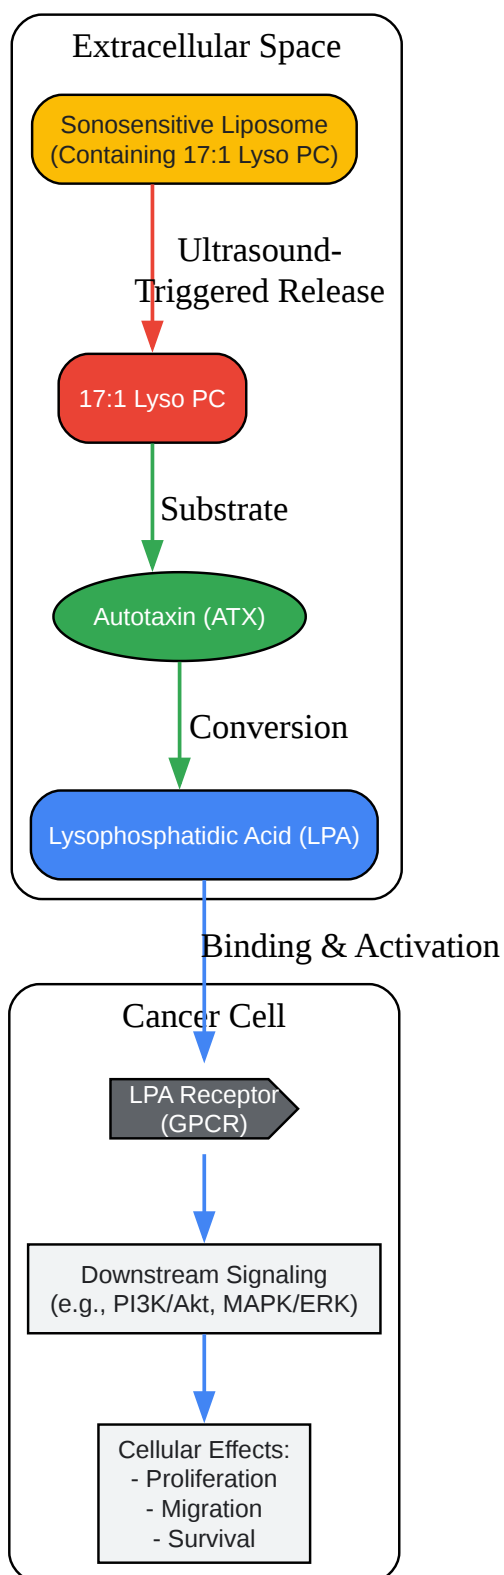 Extracellular Space
Sonosensitive Liposome
(Containing 17:1 Lyso PC)
Ultrasound-
Triggered Release
17:1 Lyso PC
Substrate
Autotaxin (ATX)
Conversion
Lysophosphatidic Acid (LPA)
Binding & Activation
Cancer Cell
LPA Receptor
(GPCR)
Downstream Signaling
(e.g., PI3K/Akt, MAPK/ERK)
Cellular Effects:
- Proliferation
- Migration
- Survival